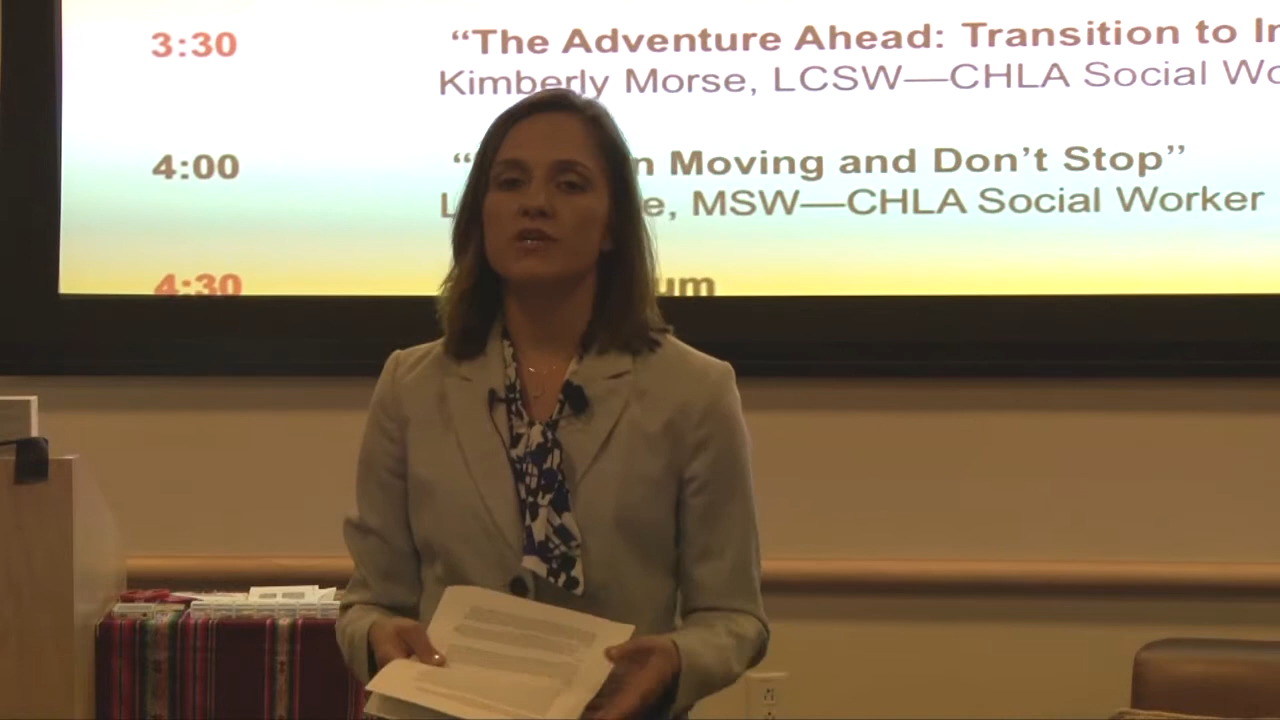 3:30 “The Adventure Ahead: Transition to
Kimberly Morse, LCSW—CHLA Social
4:00 “ Moving and Don’t Stop”
MSW—CHLA Social Worker
4:30